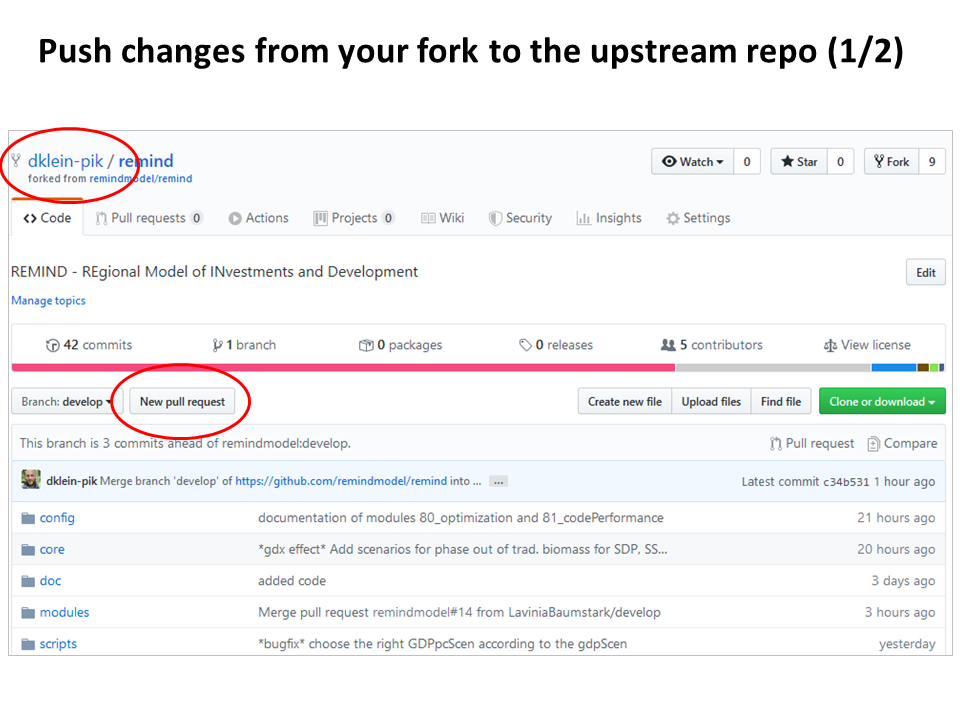 Push changes from your fork to the upstream repo (1/2)
dklein-pik / remind
forked from remindmodel/remind
Watch 0 Star 0 Fork 9
Code Pull requests 0 Actions Projects 0 Wiki Security Insights Settings
REMIND - REgional Model of INvestments and Development
Edit
Manage topics
42 commits 1 branch 0 packages 0 releases 5 contributors View license
Branch: develop New pull request Create new file Upload files Find file Clone or download
This branch is 3 commits ahead of remindmodel:develop. Pull request Compare
dklein-pik Merge branch 'develop' of https://github.com/remindmodel/remind into ... ... Latest commit c34b531 1 hour ago
config documentation of modules 80_optimization and 81_codePerformance 21 hours ago
core *gdx effect* Add scenarios for phase out of trad. biomass for SDP, SS... 20 hours ago
doc added code 3 days ago
modules Merge pull request remindmodel#14 from LaviniaBaumstark/develop 3 hours ago
scripts *bugfix* choose the right GDPpcScen according to the gdpScen yesterday